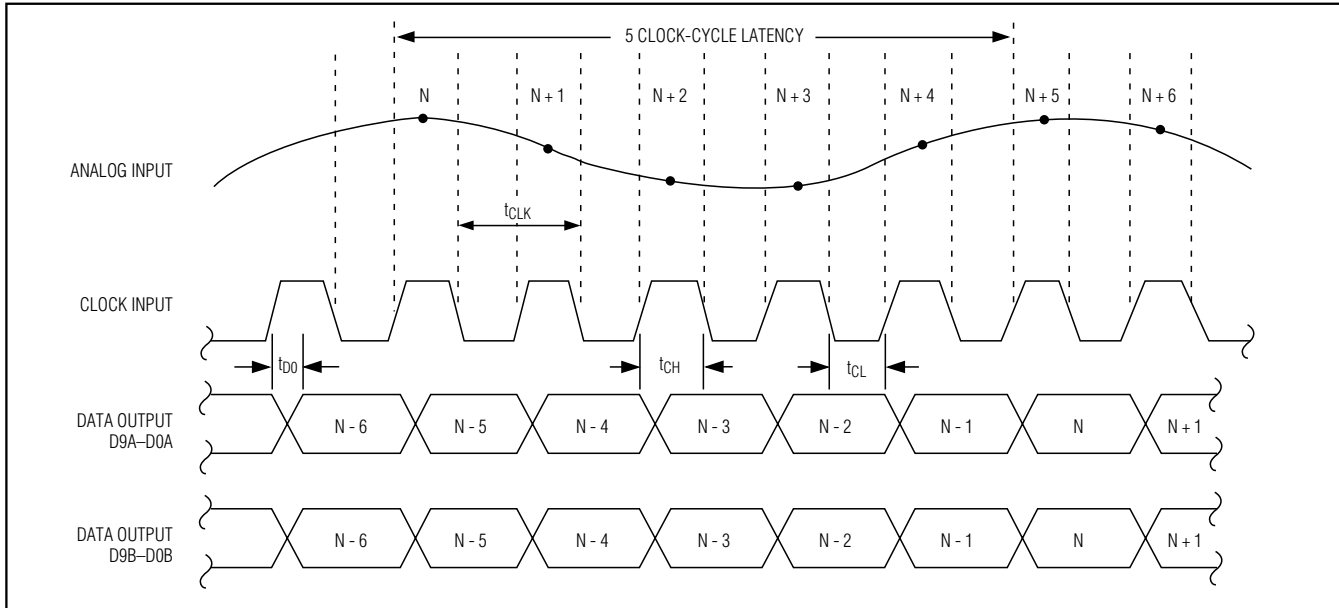 5 CLOCK-CYCLE LATENCY
N N + 1 N + 2 N + 3 N + 4 N + 5 N + 6
ANALOG INPUT
tCLK
CLOCK INPUT
tD0 tCH tCL
DATA OUTPUT
D9A–D0A
N - 6 N - 5 N - 4 N - 3 N - 2 N - 1 N N + 1
DATA OUTPUT
D9B–D0B
N - 6 N - 5 N - 4 N - 3 N - 2 N - 1 N N + 1